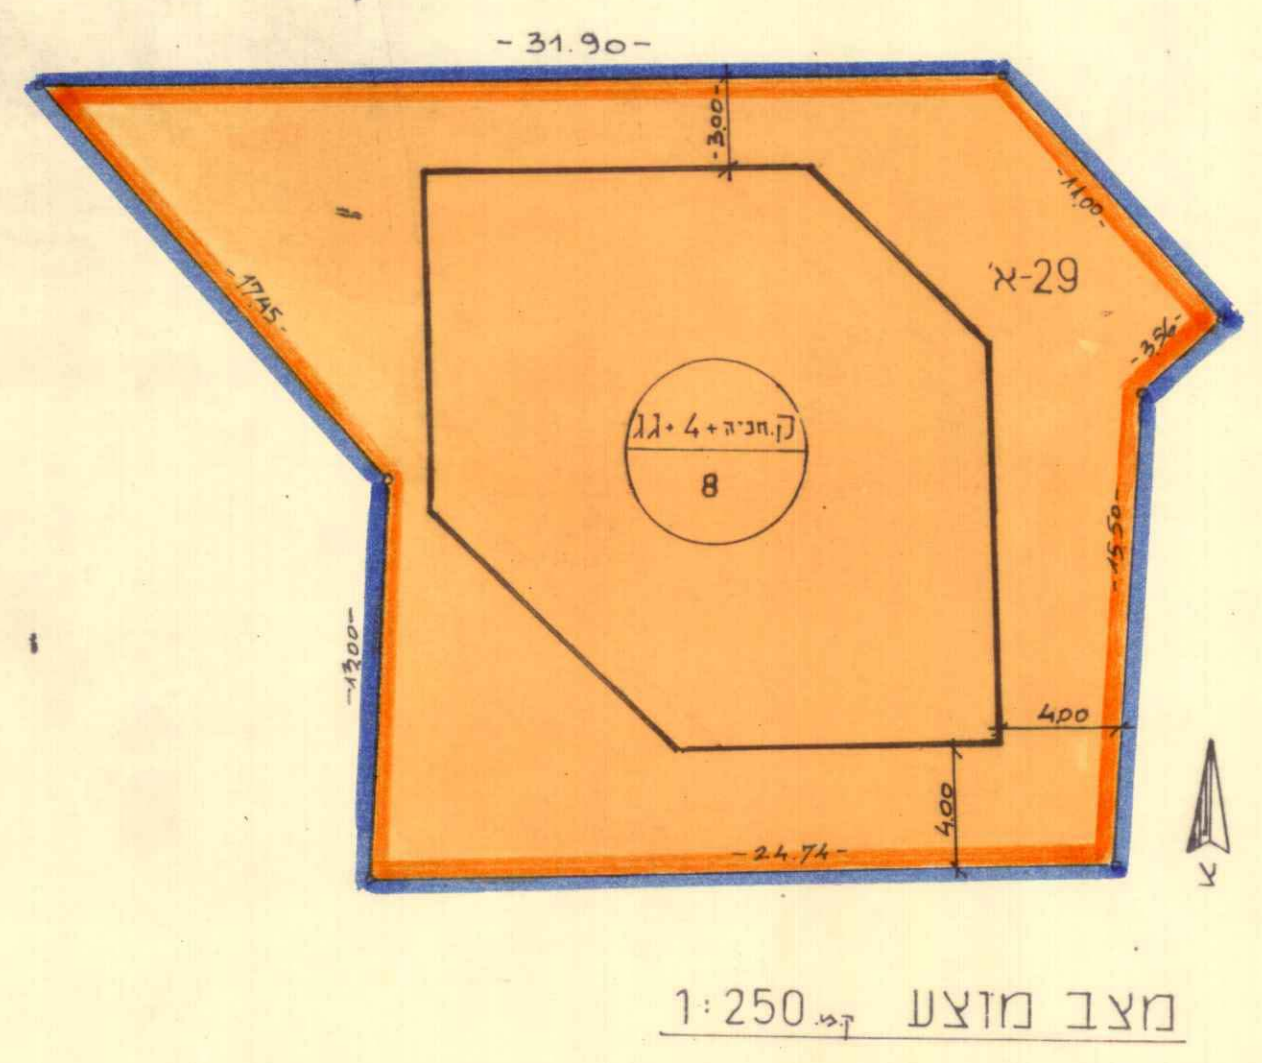 -31.90-
-3.00-
-11.00-
29-א'
-17.45-
-3.56-
ק.חניה + 4 + גג
8
-15.50-
-13.00-
4.00
4.00
-24.74-
א
מצב מוצע ק.מ. 1:250